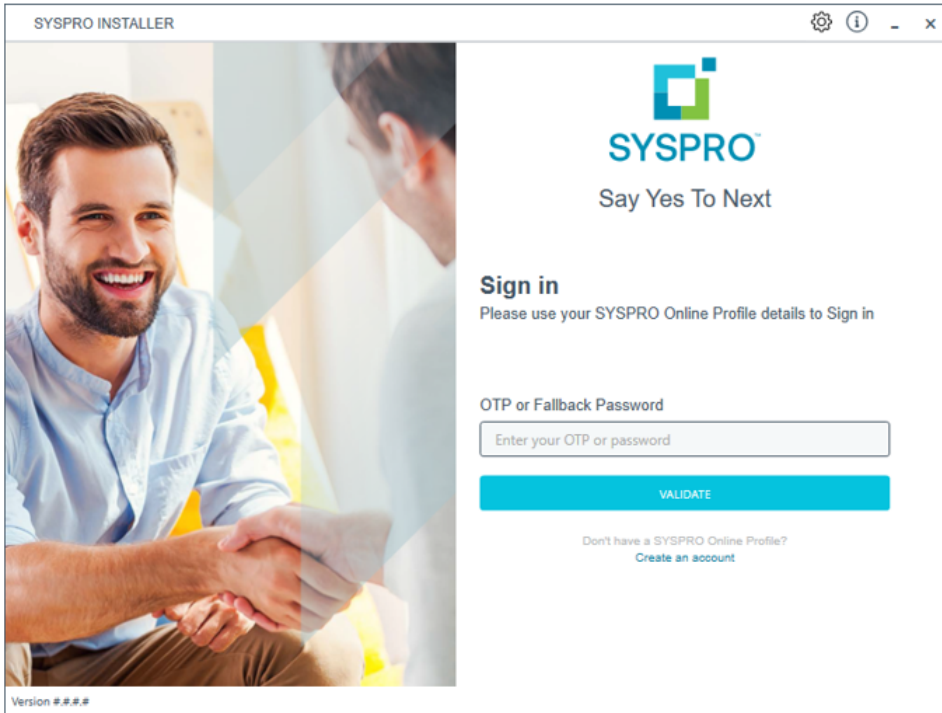 SYSPRO INSTALLER
SYSPRO™
Say Yes To Next
Sign in
Please use your SYSPRO Online Profile details to Sign in
OTP or Fallback Password
Enter your OTP or password
VALIDATE
Don't have a SYSPRO Online Profile?
Create an account
Version #.#.#.#